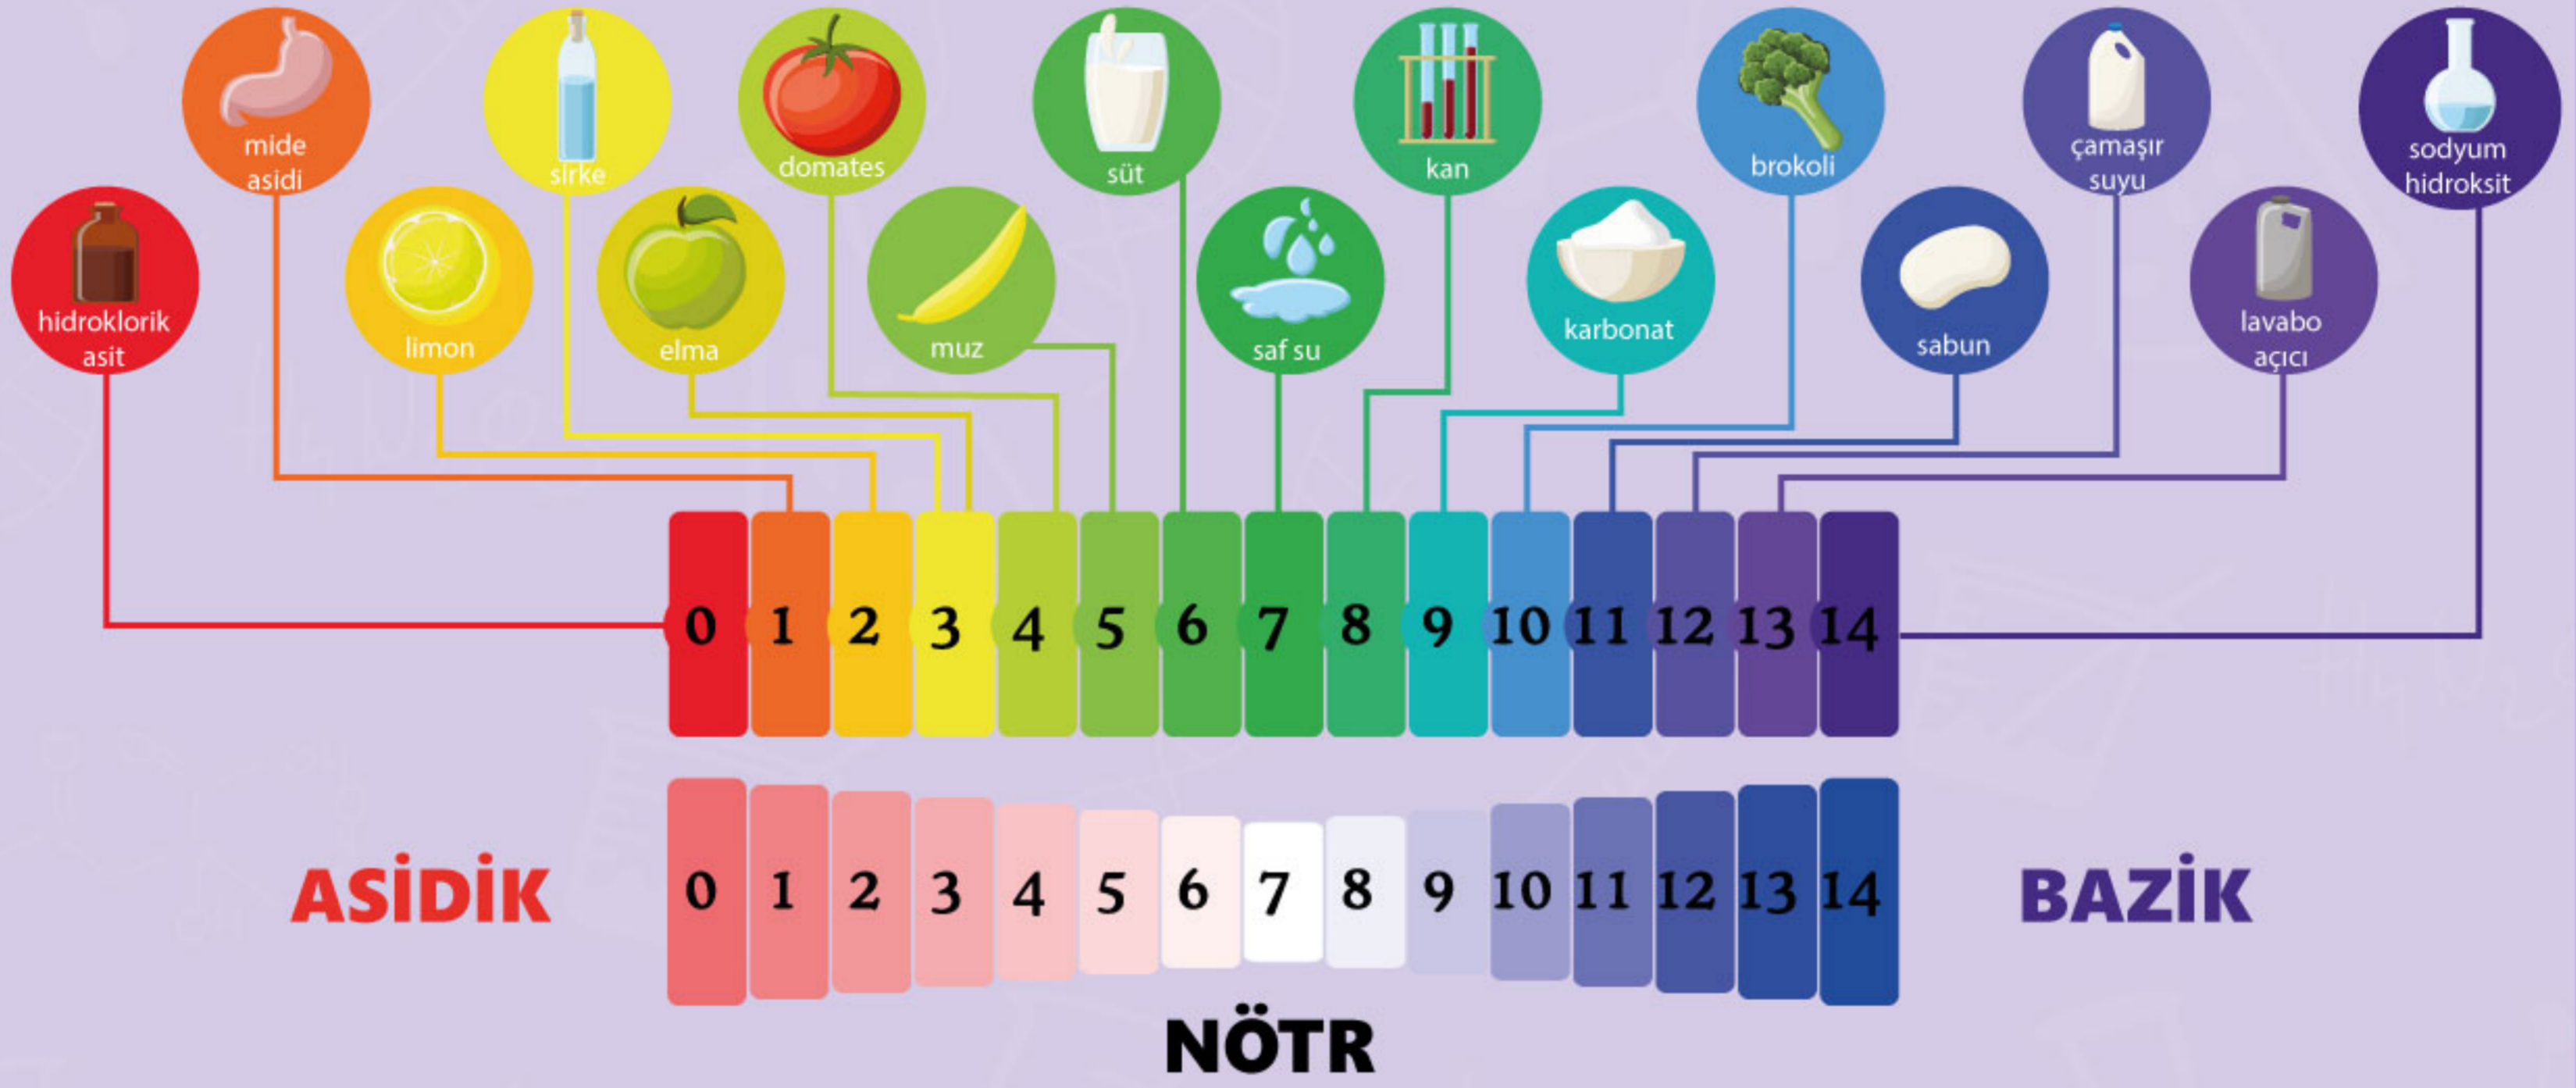 mide
asidi
sirke
domates
süt
kan
brokoli
çamaşır
suyu
sodyum
hidroksit
hidroklorik
asit
limon
elma
muz
saf su
karbonat
sabun
lavabo
açıcı
0 1 2 3 4 5 6 7 8 9 10 11 12 13 14
ASİDİK
0 1 2 3 4 5 6 7 8 9 10 11 12 13 14
BAZİK
NÖTR